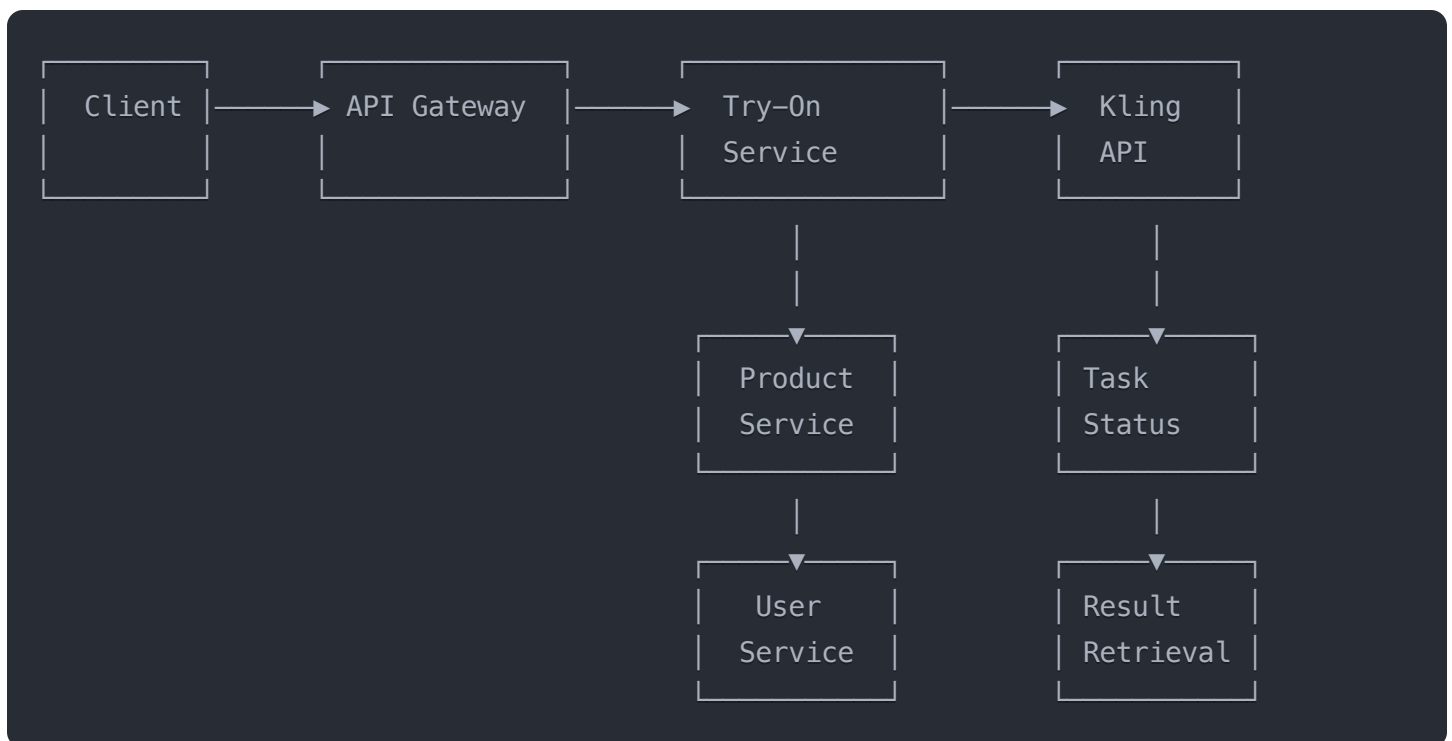 Client API Gateway Try-On Kling
Service API
Product Task
Service Status
User Result
Service Retrieval